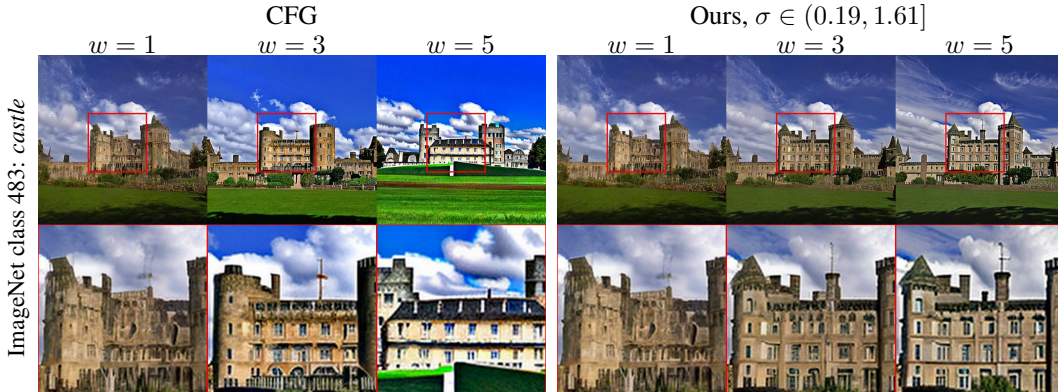 CFG
Ours, σ ∈ (0.19, 1.61]
w = 1
w = 3
w = 5
w = 1
w = 3
w = 5
ImageNet class 483: castle